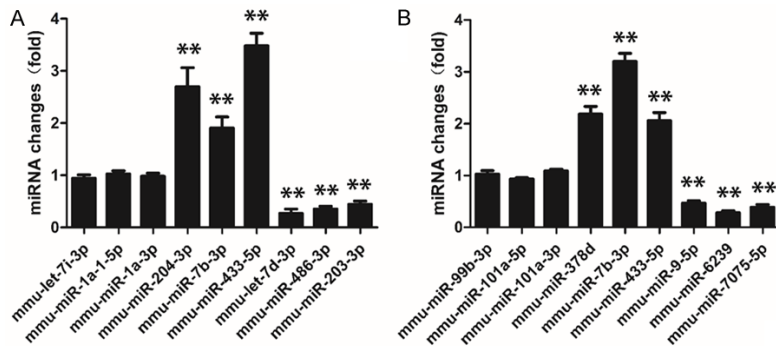 A
miRNA changes（fold）
4
3
2
1
0
**
**
**
**
**
**
mmu-let-7i-3p
mmu-miR-1a-1-5p
mmu-miR-1a-3p
mmu-miR-204-3p
mmu-miR-7b-3p
mmu-miR-433-5p
mmu-let-7d-3p
mmu-miR-486-3p
mmu-miR-203-3p
B
miRNA changes（fold）
4
3
2
1
0
**
**
**
**
**
**
mmu-miR-99b-3p
mmu-miR-101a-5p
mmu-miR-101a-3p
mmu-miR-378d
mmu-miR-7b-3p
mmu-miR-433-5p
mmu-miR-9-5p
mmu-miR-6239
mmu-miR-7075-5p